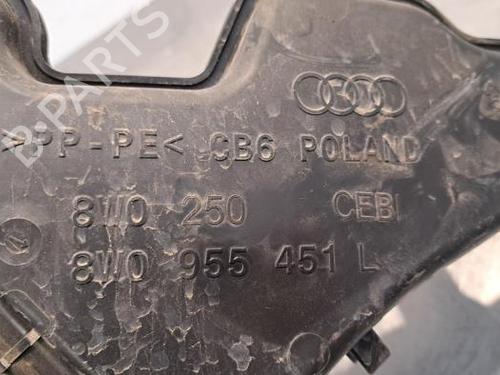 B-PARTS
>PP-PE< CB6 POLAND
8W0 250 CEBI
8W0 955 451 L